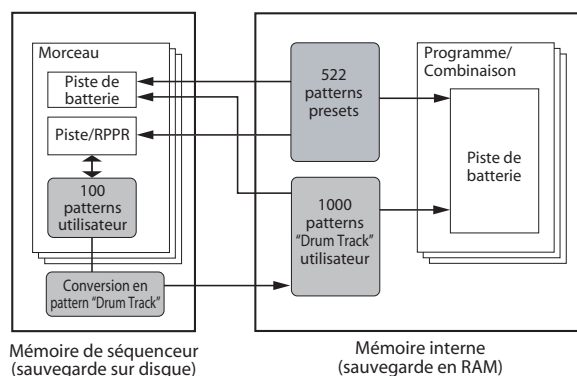 Morceau
Piste de
batterie
Piste/RPPR
100
patterns
utilisateur
Conversion en
pattern “Drum Track”
Mémoire de séquenceur
(sauvegarde sur disque)
522
patterns
presets
1000
patterns
“Drum Track”
utilisateur
Programme/
Combinaison
Piste de
batterie
Mémoire interne
(sauvegarde en RAM)